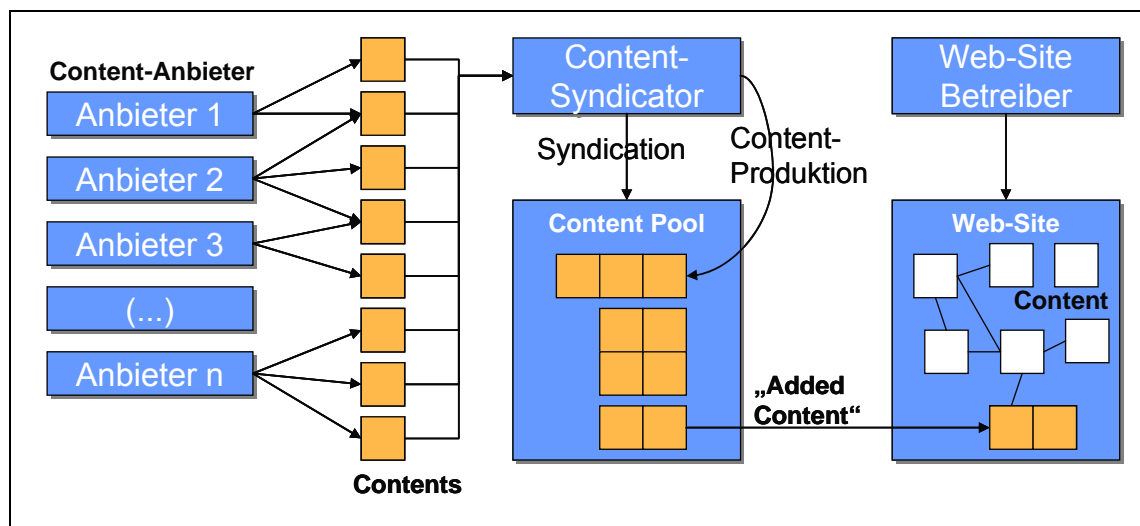 Content-Anbieter
Anbieter 1
Anbieter 2
Anbieter 3
(...)
Anbieter n
Contents
Content-
Syndicator
Syndication
Content-
Produktion
Content Pool
„Added
Content“
Web-Site
Betreiber
Web-Site
Content